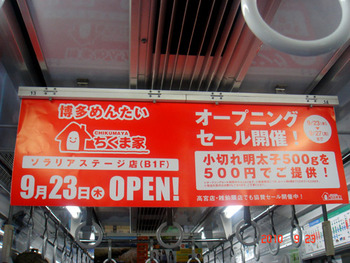 博多めんたい
CHIKUMAYA
ちくま家
ソラリアステージ店(B1F)
9月23日木 OPEN!
オープニング
セール開催!
小切れ明太子500gを
500円でご提供!